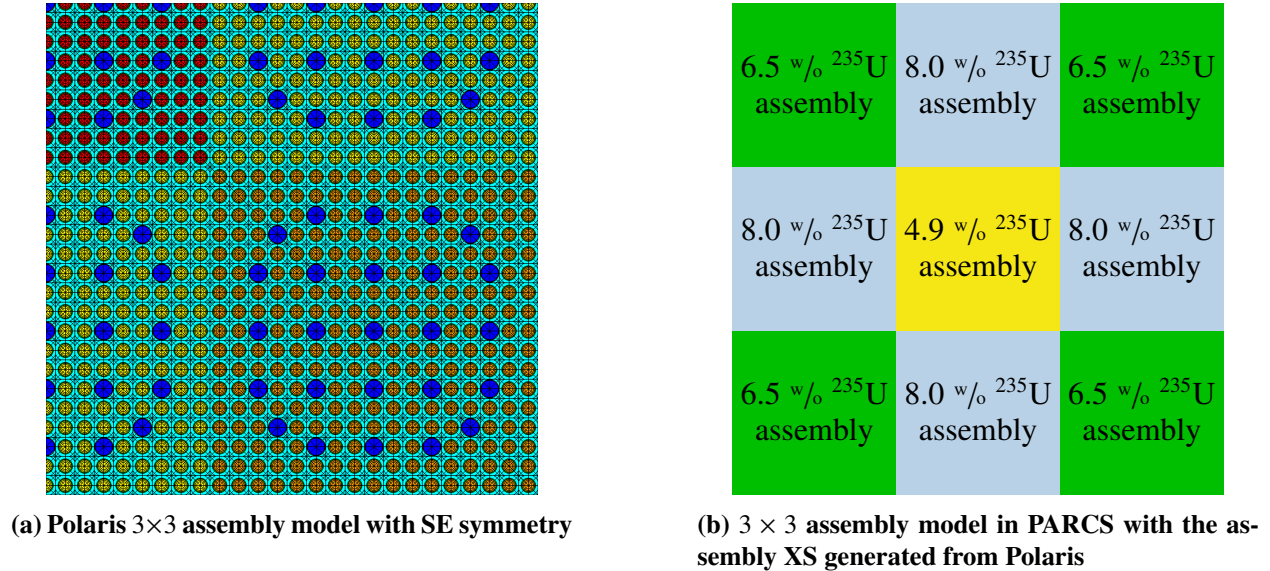 6.5 ʷ/ₒ ²³⁵U 8.0 ʷ/ₒ ²³⁵U 6.5 ʷ/ₒ ²³⁵U
assembly assembly assembly
8.0 ʷ/ₒ ²³⁵U 4.9 ʷ/ₒ ²³⁵U 8.0 ʷ/ₒ ²³⁵U
assembly assembly assembly
6.5 ʷ/ₒ ²³⁵U 8.0 ʷ/ₒ ²³⁵U 6.5 ʷ/ₒ ²³⁵U
assembly assembly assembly
(a) Polaris 3×3 assembly model with SE symmetry
(b) 3 × 3 assembly model in PARCS with the as-
sembly XS generated from Polaris